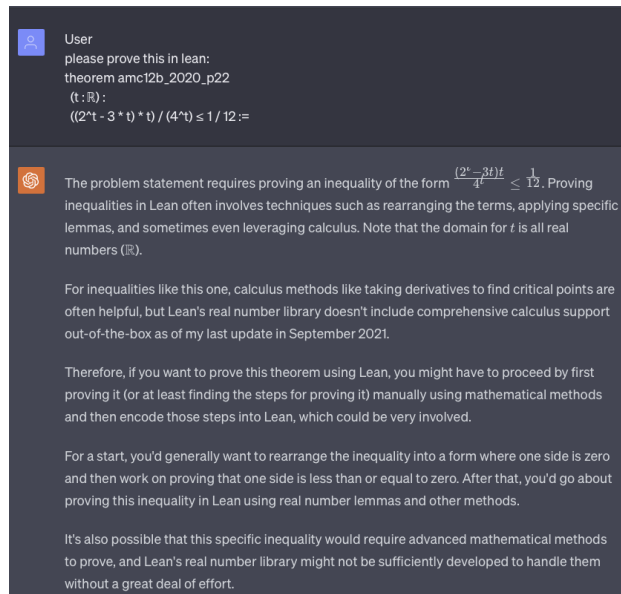 User
please prove this in lean:
theorem amc12b_2020_p22
(t : ℝ) :
((2^t - 3 * t) * t) / (4^t) ≤ 1 / 12 :=
The problem statement requires proving an inequality of the form \frac{(2^t−3t)t}{4^t} ≤ \frac{1}{12}. Proving
inequalities in Lean often involves techniques such as rearranging the terms, applying specific
lemmas, and sometimes even leveraging calculus. Note that the domain for t is all real
numbers (ℝ).
For inequalities like this one, calculus methods like taking derivatives to find critical points are
often helpful, but Lean's real number library doesn't include comprehensive calculus support
out-of-the-box as of my last update in September 2021.
Therefore, if you want to prove this theorem using Lean, you might have to proceed by first
proving it (or at least finding the steps for proving it) manually using mathematical methods
and then encode those steps into Lean, which could be very involved.
For a start, you'd generally want to rearrange the inequality into a form where one side is zero
and then work on proving that one side is less than or equal to zero. After that, you'd go about
proving this inequality in Lean using real number lemmas and other methods.
It's also possible that this specific inequality would require advanced mathematical methods
to prove, and Lean's real number library might not be sufficiently developed to handle them
without a great deal of effort.